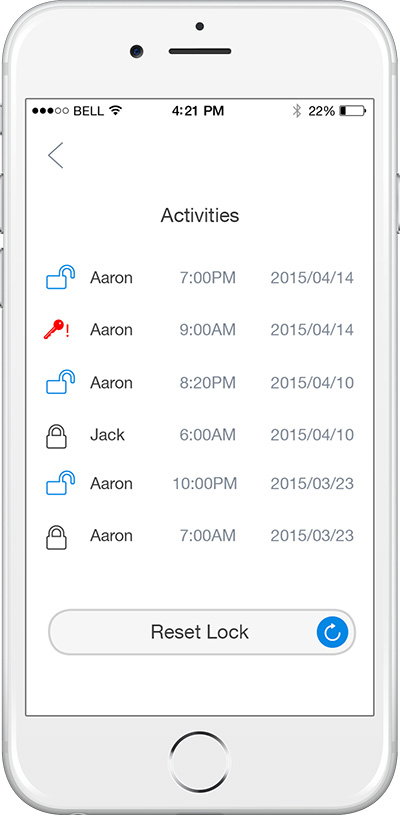 BELL 4:21 PM 22%
Activities
Aaron 7:00PM 2015/04/14
! Aaron 9:00AM 2015/04/14
Aaron 8:20PM 2015/04/10
Jack 6:00AM 2015/04/10
Aaron 10:00PM 2015/03/23
Aaron 7:00AM 2015/03/23
Reset Lock